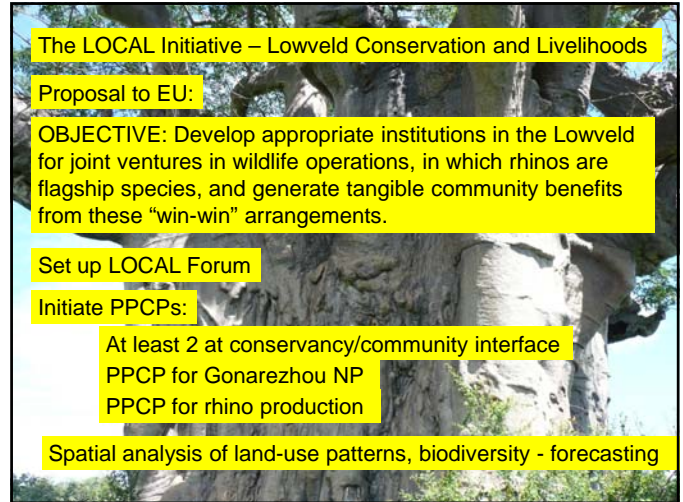 The LOCAL Initiative – Lowveld Conservation and Livelihoods
Proposal to EU:
OBJECTIVE: Develop appropriate institutions in the Lowveld
for joint ventures in wildlife operations, in which rhinos are
flagship species, and generate tangible community benefits
from these “win-win” arrangements.
Set up LOCAL Forum
Initiate PPCPs:
At least 2 at conservancy/community interface
PPCP for Gonarezhou NP
PPCP for rhino production
Spatial analysis of land-use patterns, biodiversity - forecasting